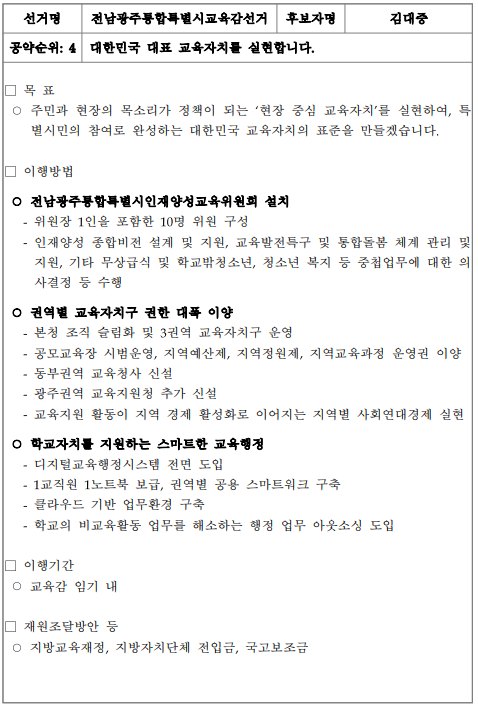 선거명 전남광주통합특별시교육감선거 후보자명 김대중
공약순위: 4 대한민국 대표 교육자치를 실현합니다.
□ 목 표
○ 주민과 현장의 목소리가 정책이 되는 ‘현장 중심 교육자치’를 실현하여, 특
별시민의 참여로 완성하는 대한민국 교육자치의 표준을 만들겠습니다.
□ 이행방법
○ 전남광주통합특별시인재양성교육위원회 설치
- 위원장 1인을 포함한 10명 위원 구성
- 인재양성 종합비전 설계 및 지원, 교육발전특구 및 통합돌봄 체계 관리 및
지원, 기타 무상급식 및 학교밖청소년, 청소년 복지 등 중첩업무에 대한 의
사결정 등 수행
○ 권역별 교육자치구 권한 대폭 이양
- 본청 조직 슬림화 및 3권역 교육자치구 운영
- 공모교육장 시범운영, 지역예산제, 지역정원제, 지역교육과정 운영권 이양
- 동부권역 교육청사 신설
- 광주권역 교육지원청 추가 신설
- 교육지원 활동이 지역 경제 활성화로 이어지는 지역별 사회연대경제 실현
○ 학교자치를 지원하는 스마트한 교육행정
- 디지털교육행정시스템 전면 도입
- 1교직원 1노트북 보급, 권역별 공용 스마트워크 구축
- 클라우드 기반 업무환경 구축
- 학교의 비교육활동 업무를 해소하는 행정 업무 아웃소싱 도입
□ 이행기간
○ 교육감 임기 내
□ 재원조달방안 등
○ 지방교육재정, 지방자치단체 전입금, 국고보조금